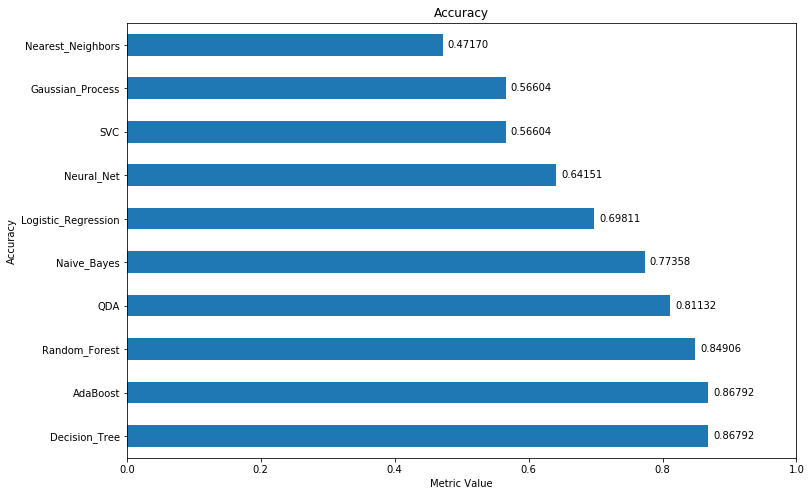 Accuracy
Nearest_Neighbors 0.47170
Gaussian_Process 0.56604
SVC 0.56604
Neural_Net 0.64151
Logistic_Regression 0.69811
Accuracy
Naive_Bayes 0.77358
QDA 0.81132
Random_Forest 0.84906
AdaBoost 0.86792
Decision_Tree 0.86792
0.0 0.2 0.4 0.6 0.8 1.0
Metric Value